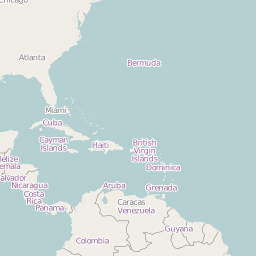 Chicago
Atlanta
Bermuda
Miami
Cuba
Cayman
Islands
Haiti
British
Virgin
Islands
Dominica
Belize
emala
Salvador
Nicaragua
Aruba
Grenada
Costa
Rica
Panama
Caracas
Venezuela
Guyana
Colombia